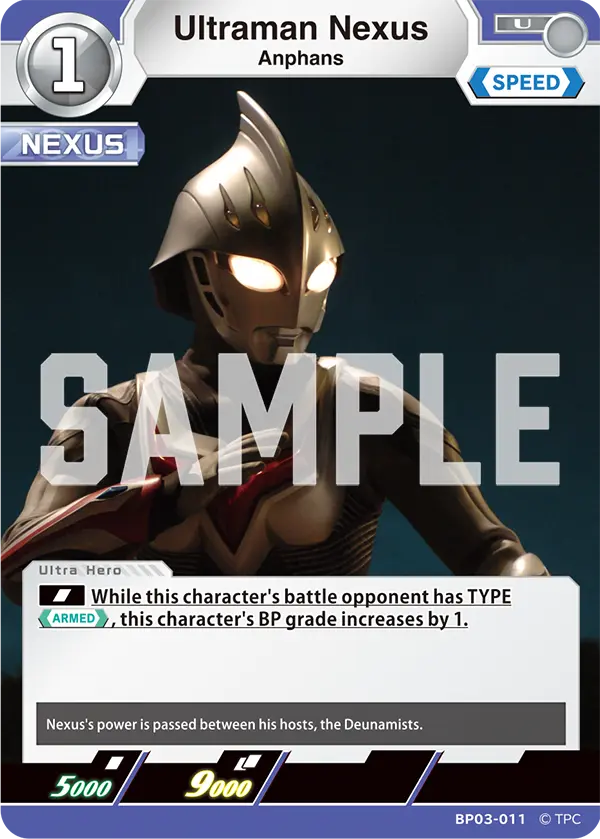 1
Ultraman Nexus
Anphans
U
SPEED
NEXUS
SAMPLE
Ultra Hero
While this character's battle opponent has TYPE
ARMED, this character's BP grade increases by 1.
Nexus's power is passed between his hosts, the Deunamists.
5000
9000
BP03-011 © TPC